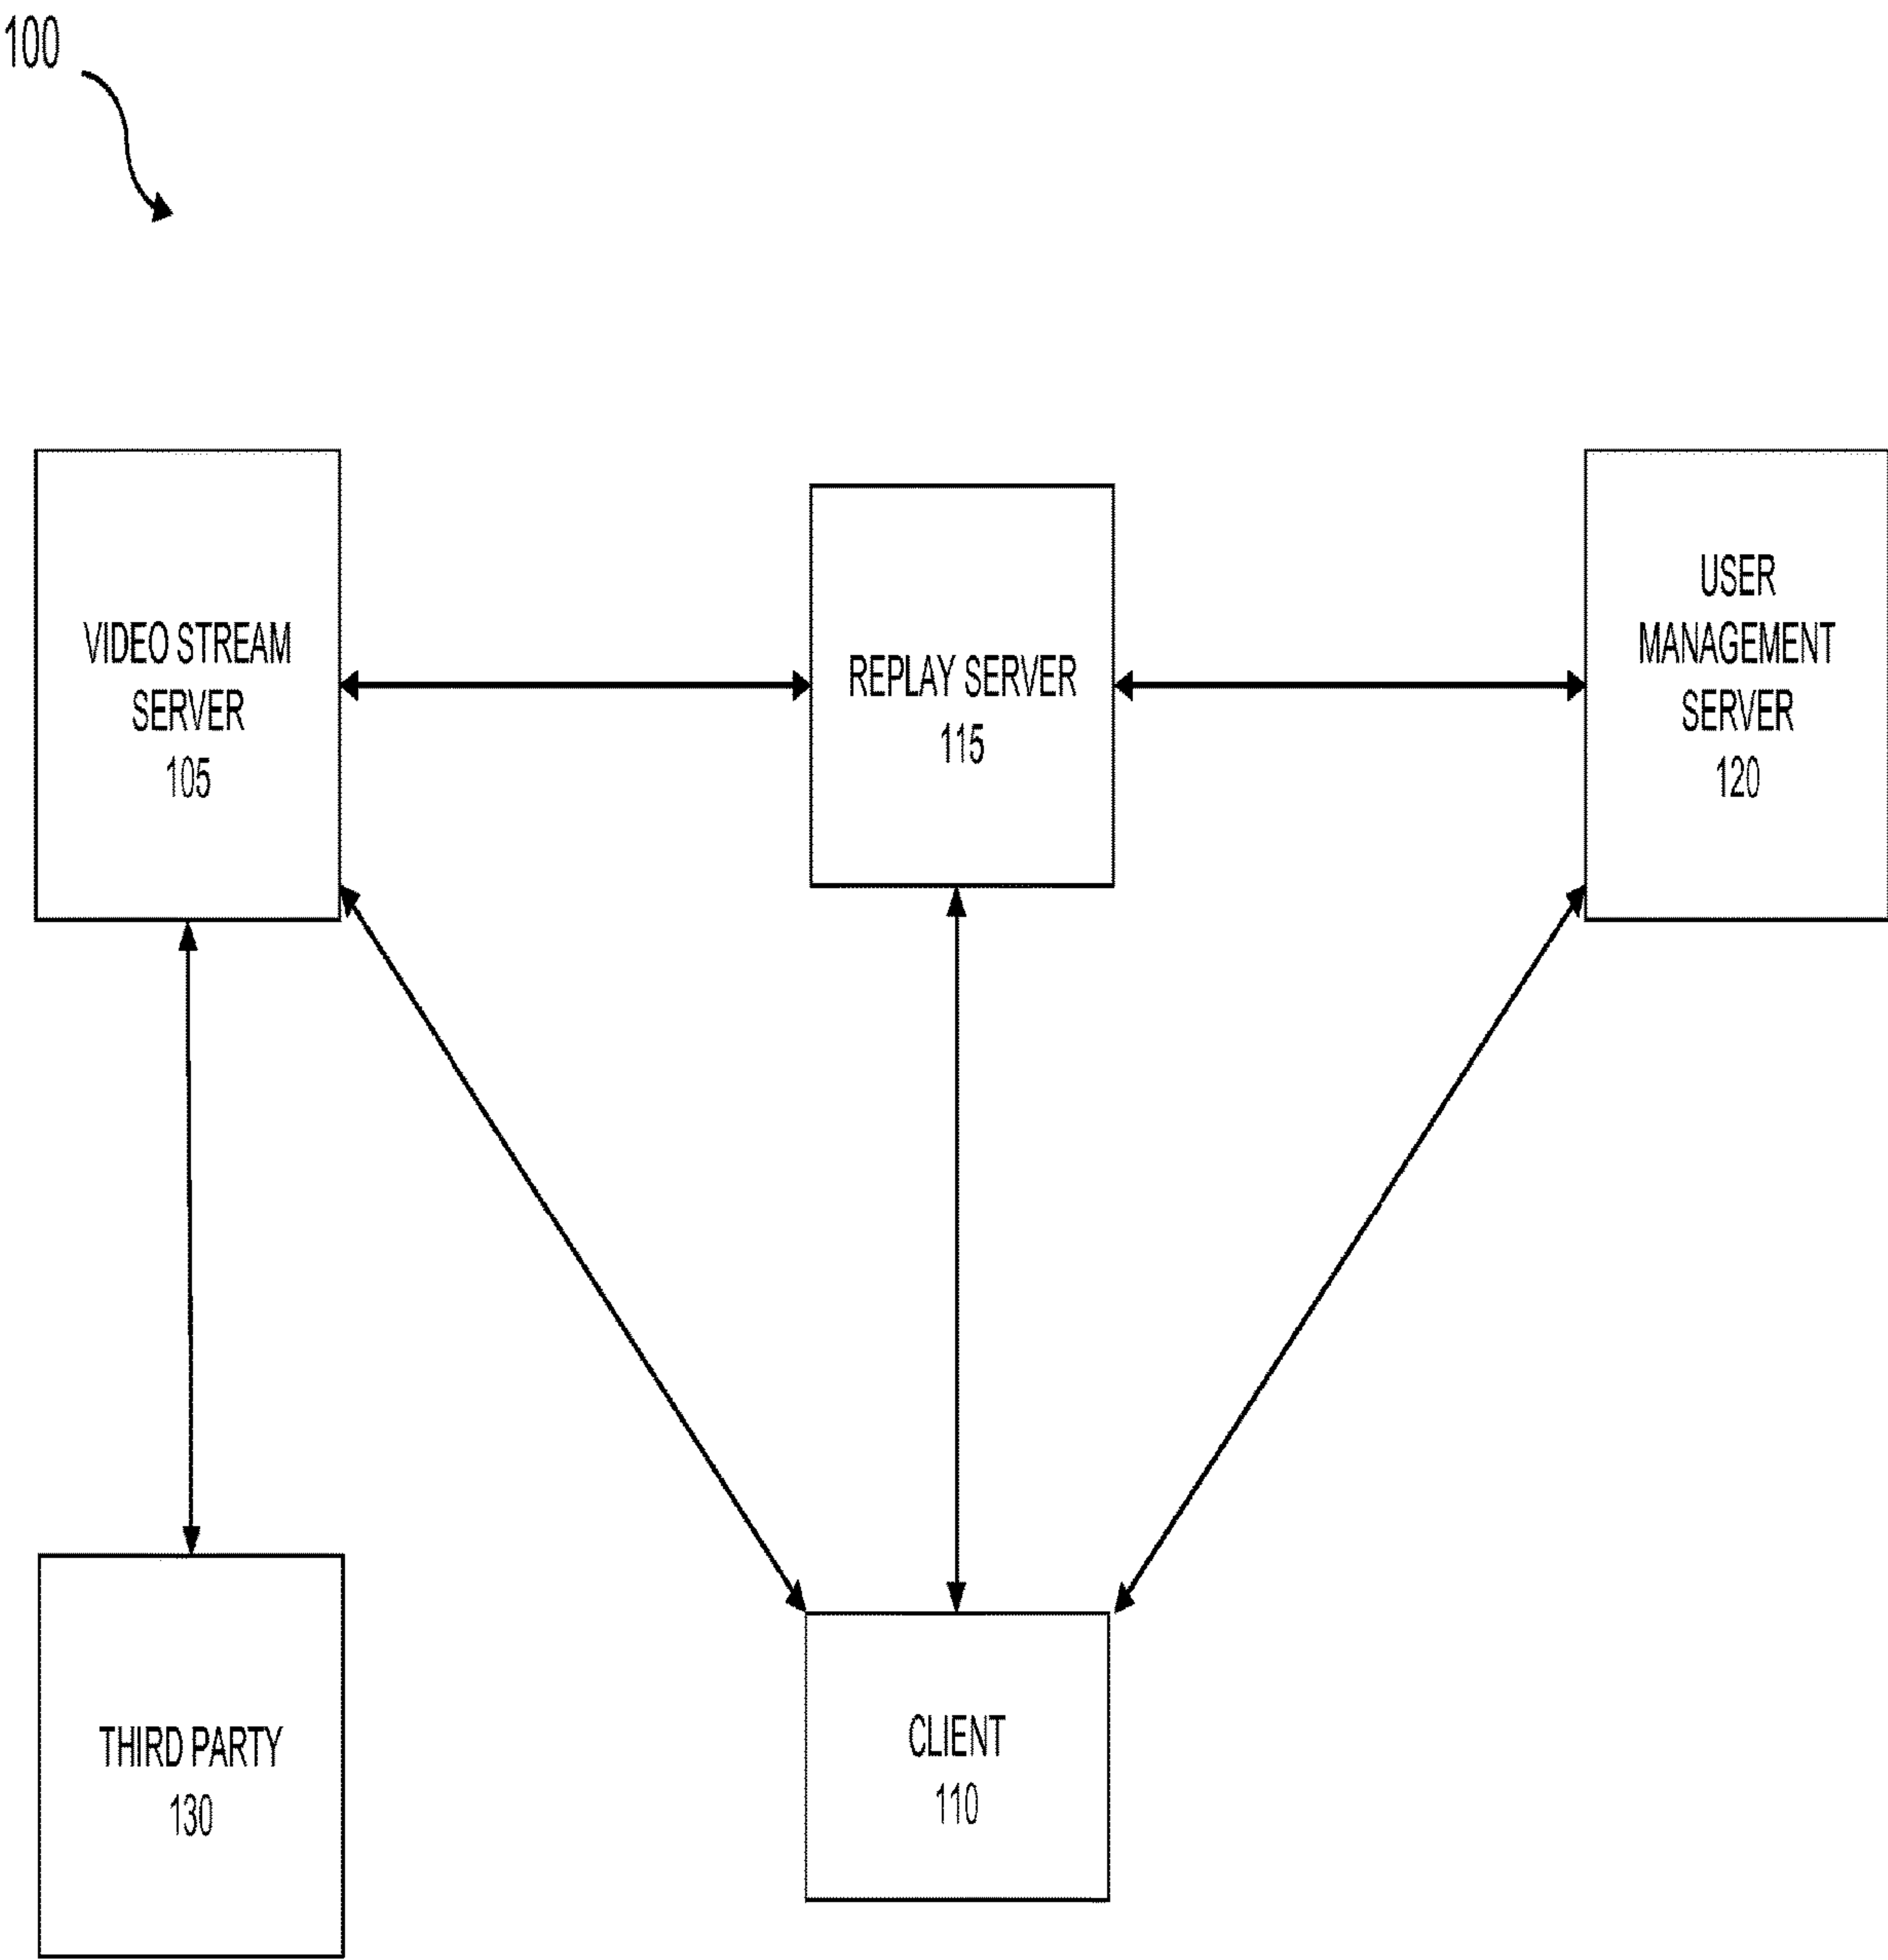 100
VIDEO STREAM
SERVER
105
REPLAY SERVER
115
USER
MANAGEMENT
SERVER
120
THIRD PARTY
130
CLIENT
110